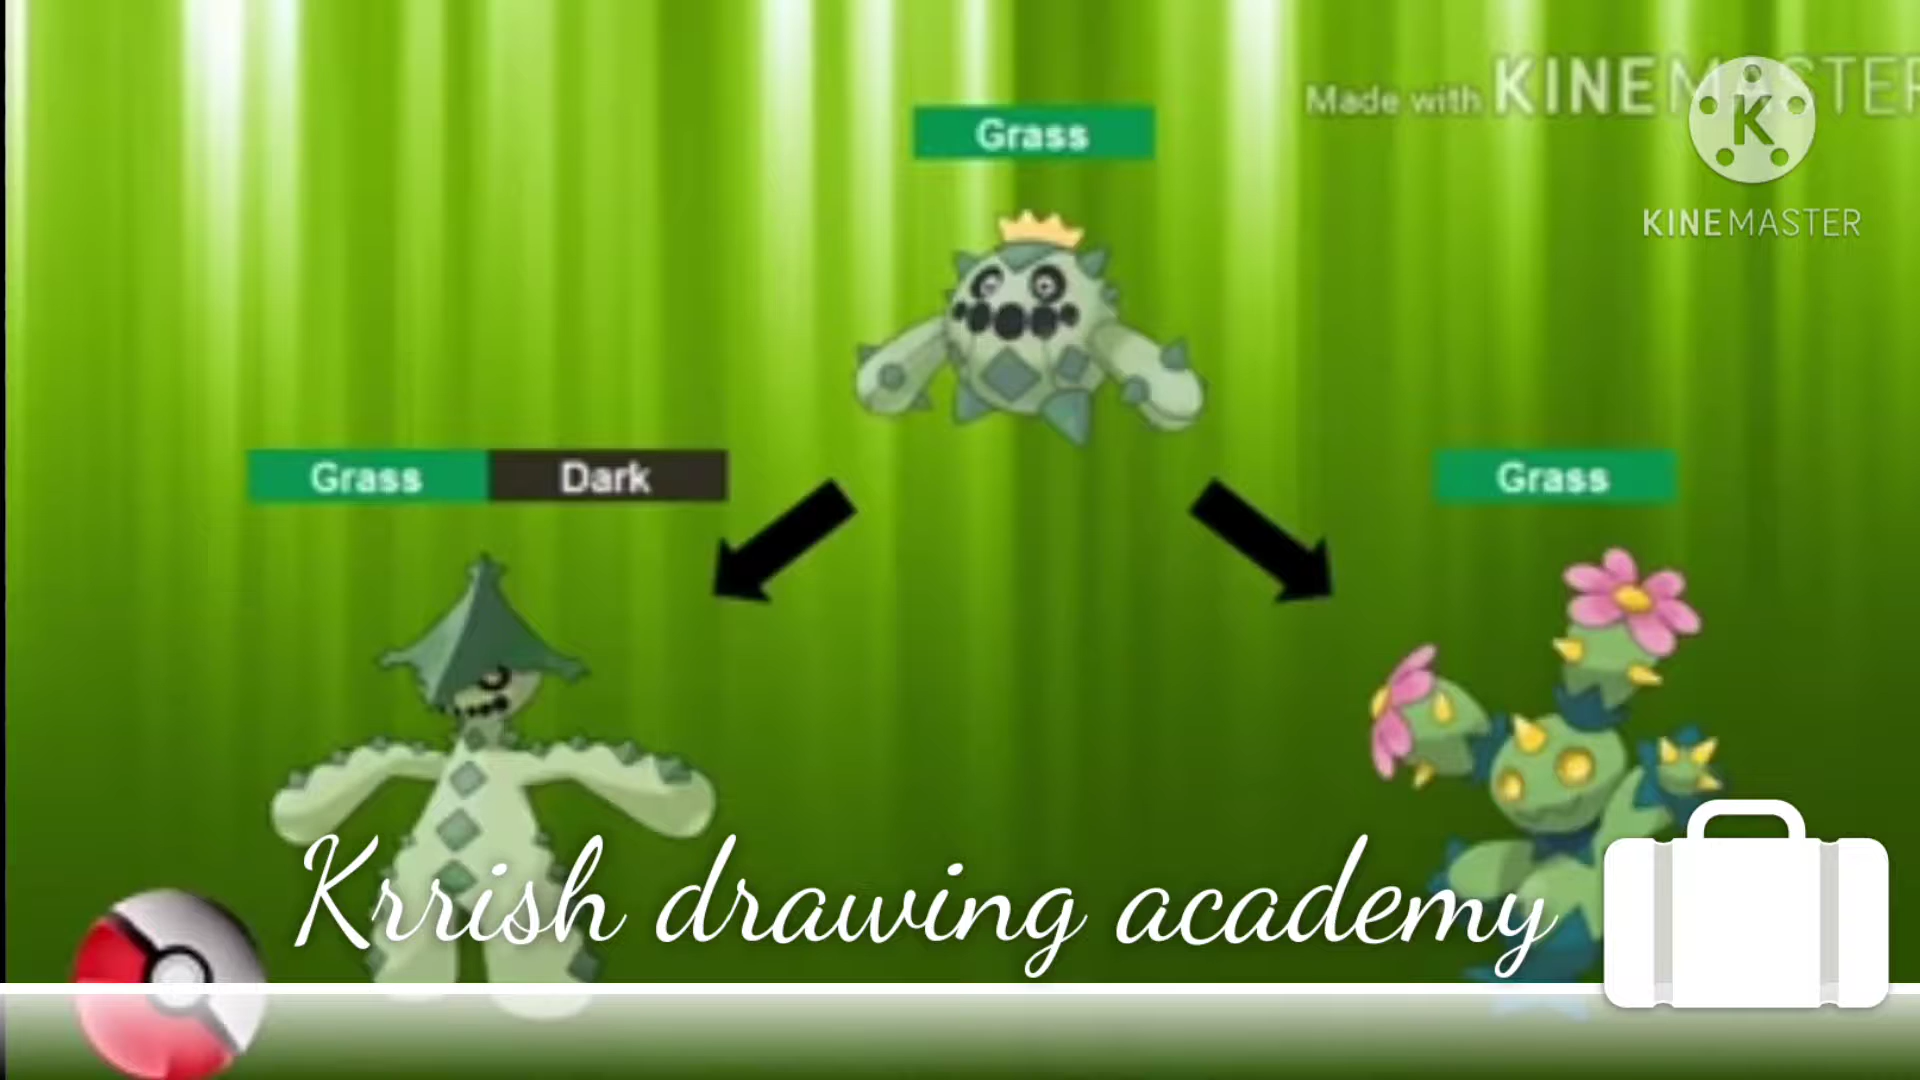 Made with KINEMASTER
K
KINEMASTER
Grass
Grass Dark
Grass
Krrish drawing academy